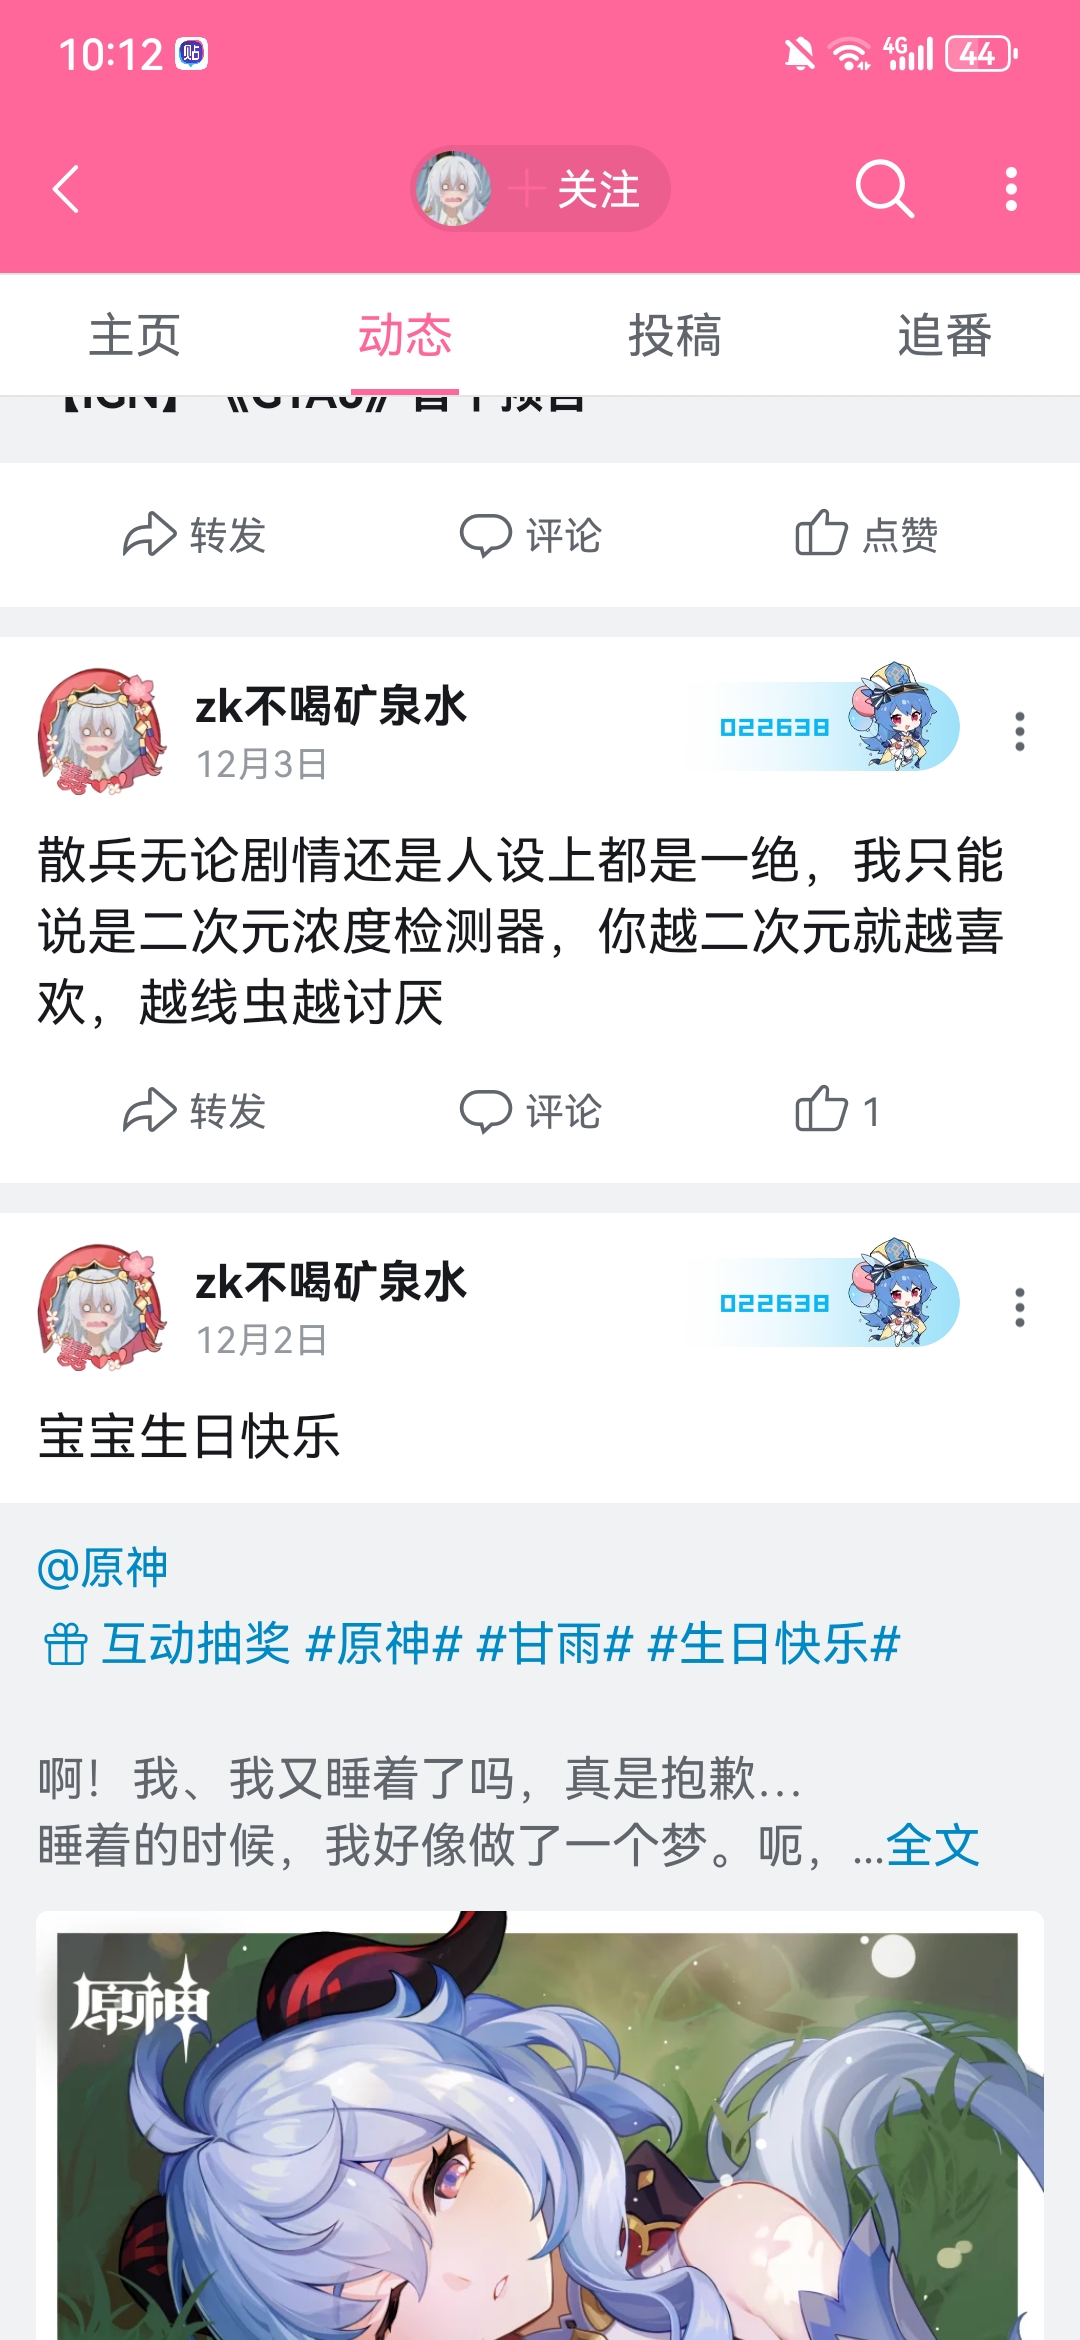 10:12 贴 4G 44
关注
主页 动态 投稿 追番
【IGN】《GTA6》首个预告
转发 评论 点赞
zk不喝矿泉水
022638
12月3日
散兵无论剧情还是人设上都是一绝，我只能
说是二次元浓度检测器，你越二次元就越喜
欢，越线虫越讨厌
转发 评论 1
zk不喝矿泉水
022638
12月2日
宝宝生日快乐
@原神
互动抽奖 #原神# #甘雨# #生日快乐#
啊！我、我又睡着了吗，真是抱歉…
睡着的时候，我好像做了一个梦。呃，...全文
原神